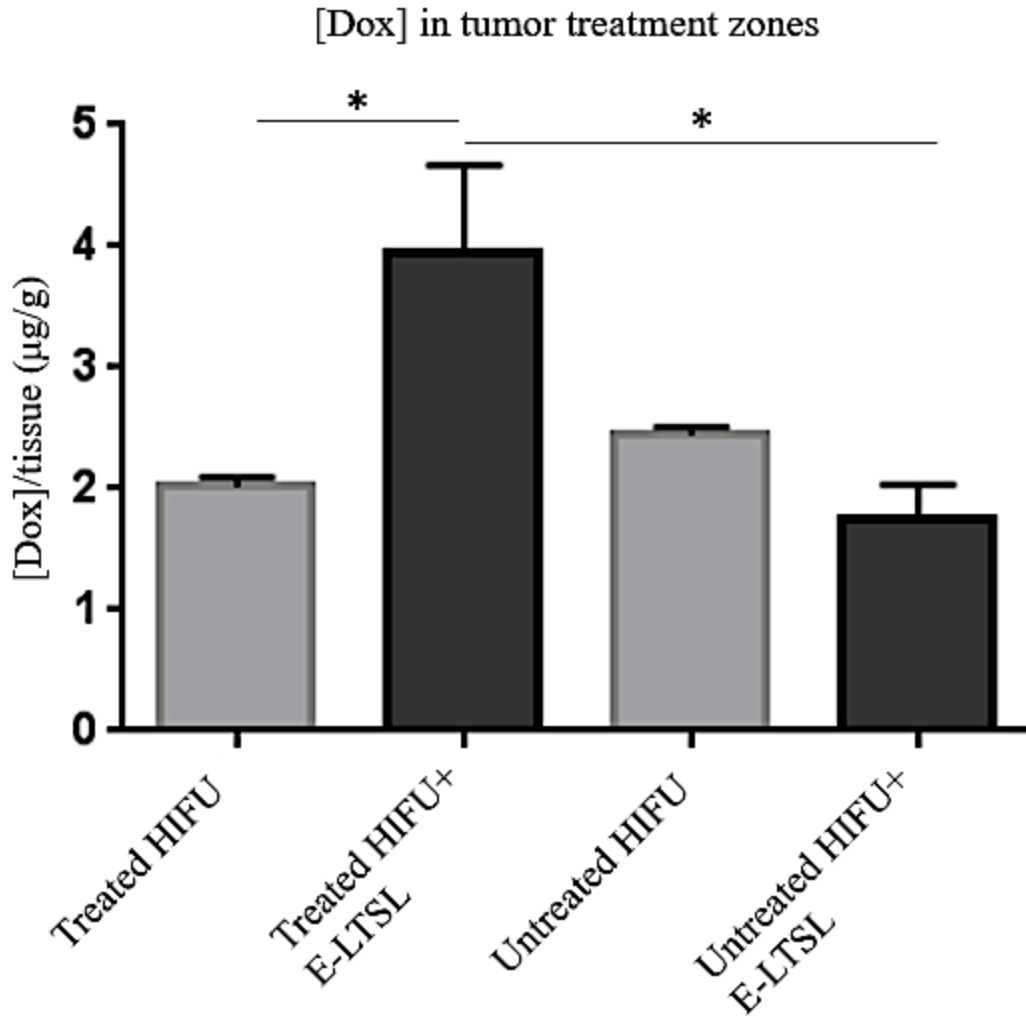 [Dox] in tumor treatment zones
*
*
[Dox]/tissue (µg/g)
5
4
3
2
1
0
Treated HIFU
Treated HIFU+
E-LTSL
Untreated HIFU
Untreated HIFU+
E-LTSL